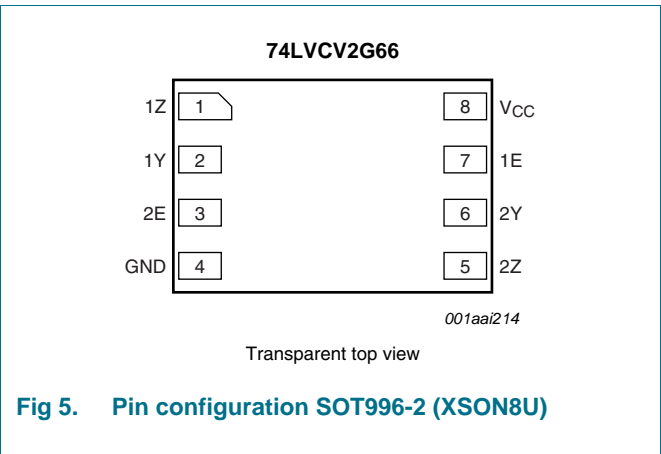 74LVCV2G66
1Z 1 8 VCC
1Y 2 7 1E
2E 3 6 2Y
GND 4 5 2Z
001aai214
Transparent top view
Fig 5. Pin configuration SOT996-2 (XSON8U)